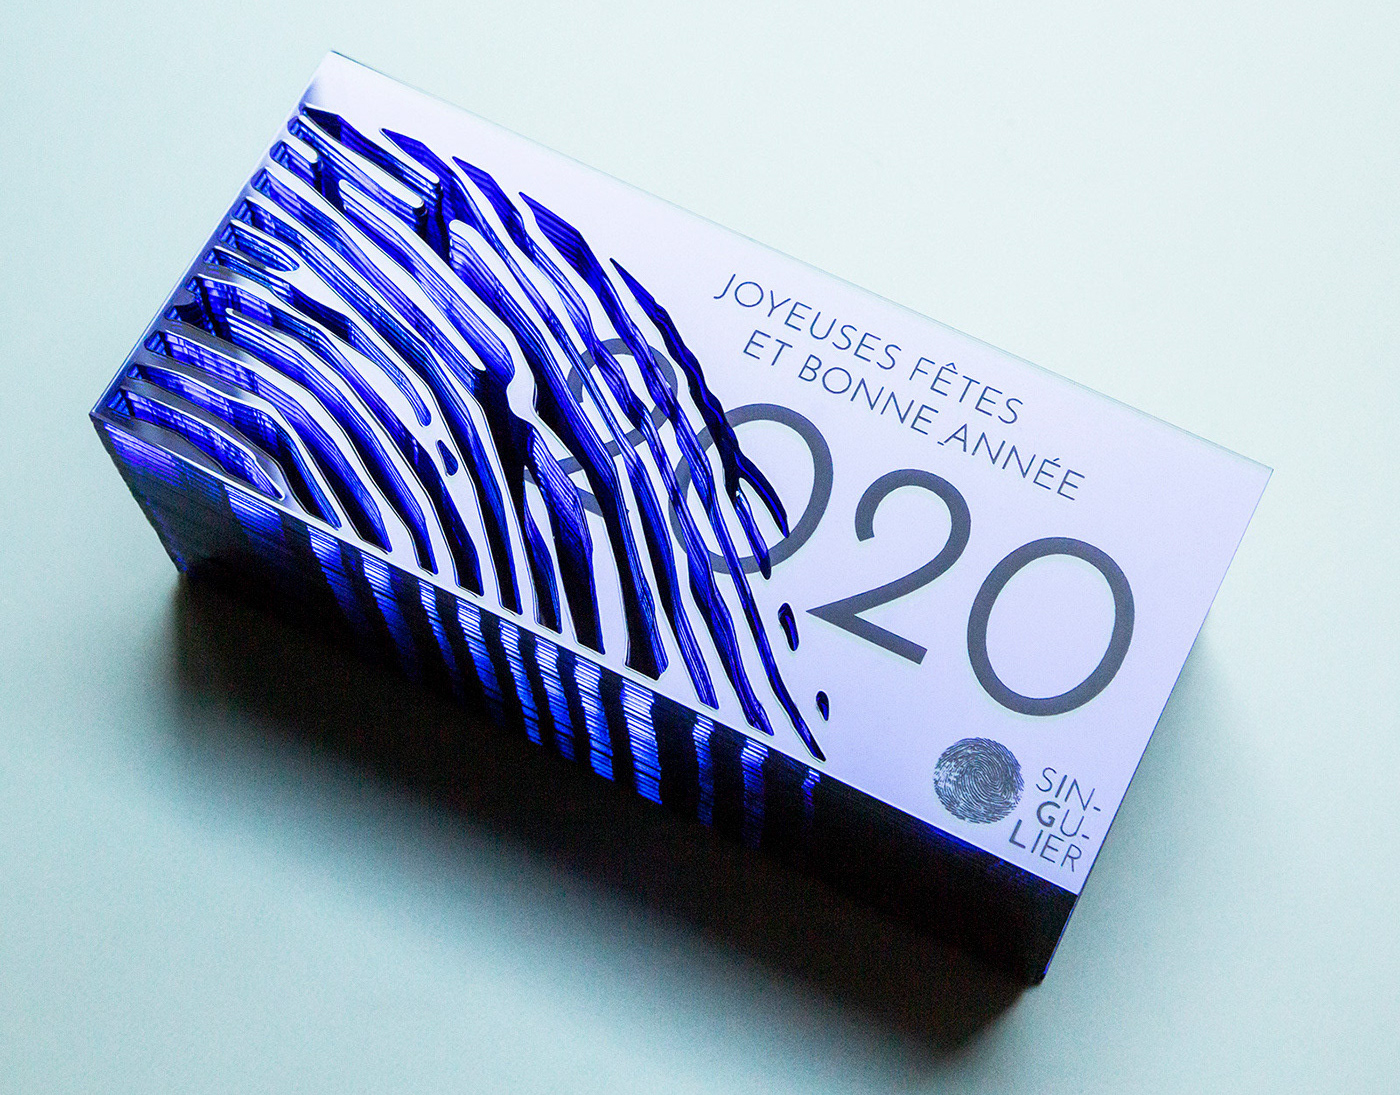 JOYEUSES FÊTES
ET BONNE ANNÉE
2020
SIN-
GU-
LIER